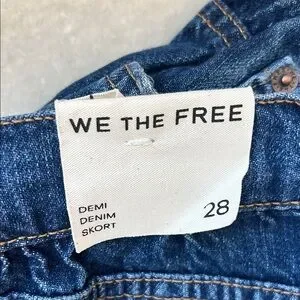 WE THE FREE
DEMI
DENIM
SKORT
28